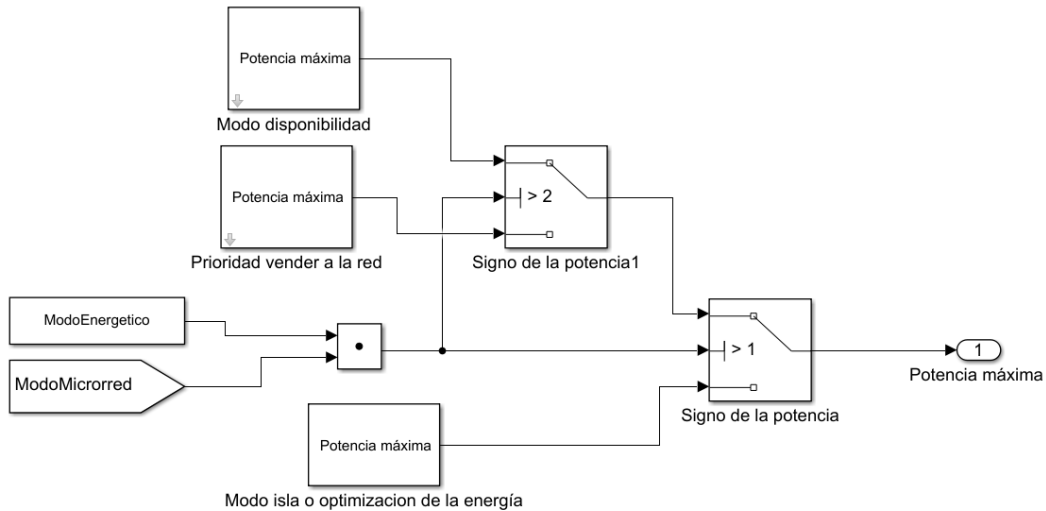 Potencia máxima
Modo disponibilidad
Potencia máxima
Prioridad vender a la red
> 2
Signo de la potencia1
ModoEnergetico
ModoMicrorred
> 1
Signo de la potencia
1
Potencia máxima
Potencia máxima
Modo isla o optimizacion de la energía